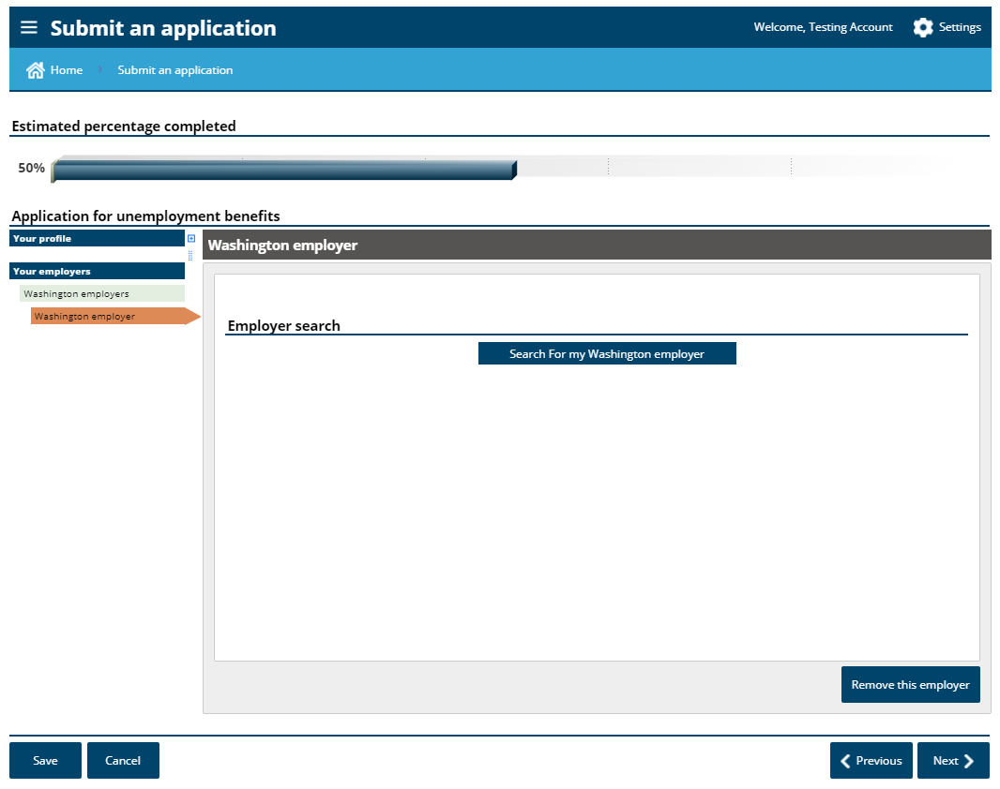 Submit an application
Welcome, Testing Account
Settings
Home
Submit an application
Estimated percentage completed
50%
Application for unemployment benefits
Your profile
Your employers
Washington employers
Washington employer
Washington employer
Employer search
Search For my Washington employer
Remove this employer
Save
Cancel
Previous
Next